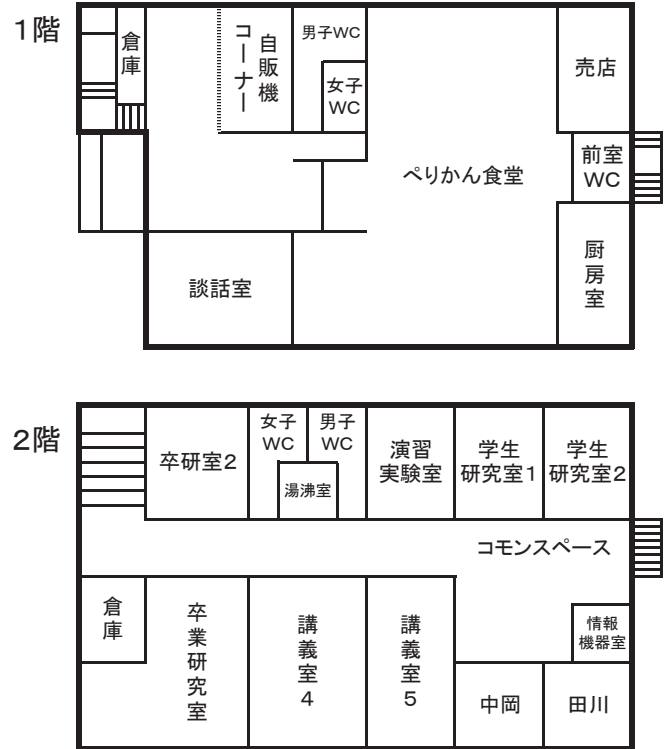 1階
倉庫
自販機
コーナー
男子WC
女子
WC
売店
ぺりかん食堂
前室
WC
談話室
厨房室
2階
卒研室2
女子
WC
男子
WC
湯沸室
演習
実験室
学生
研究室1
学生
研究室2
コモンスペース
倉庫
卒業研究室
講義室4
講義室5
情報
機器室
中岡
田川